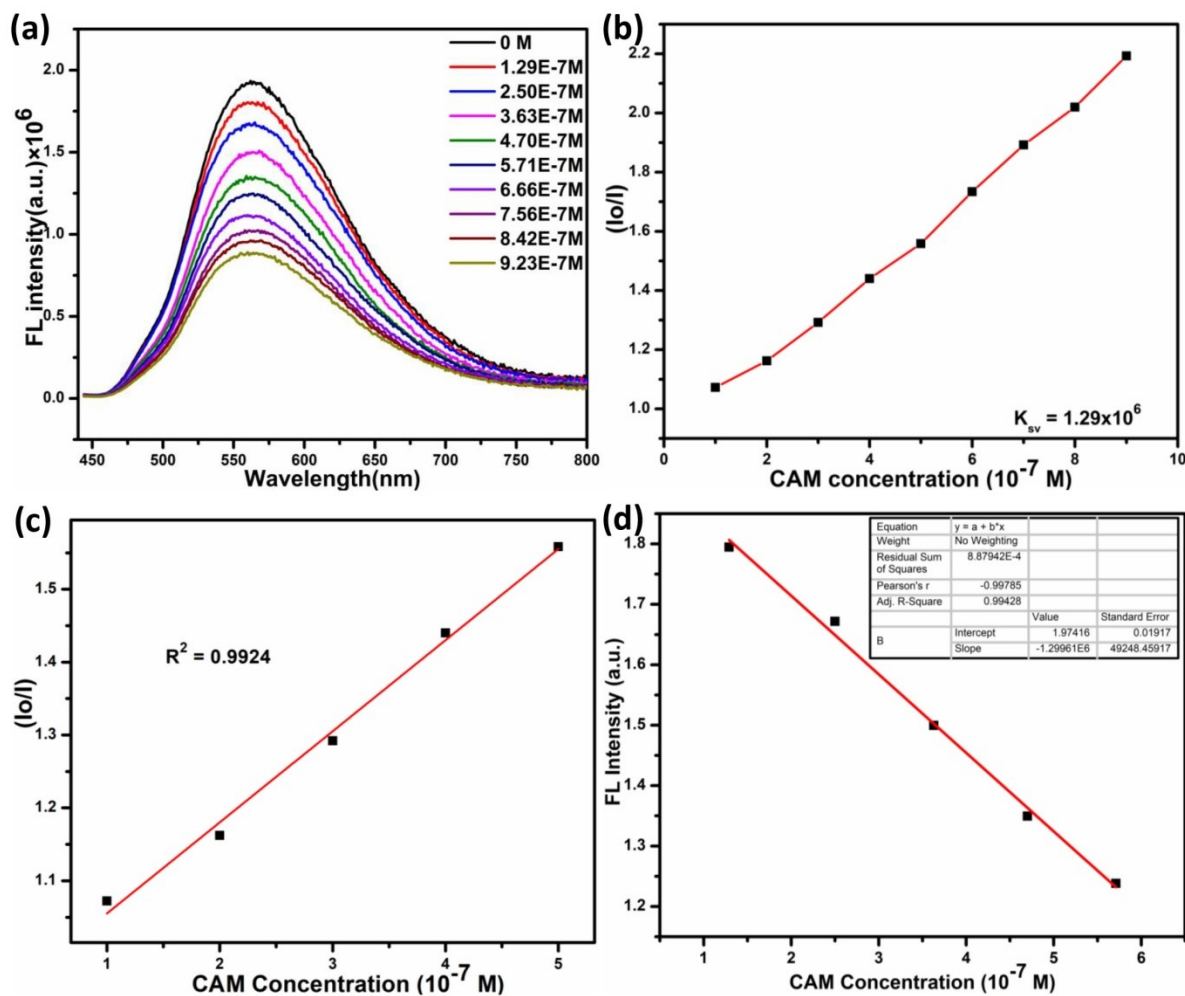 (a)
FL intensity(a.u.)×10^6
2.0
1.5
1.0
0.5
0.0
450 500 550 600 650 700 750 800
Wavelength(nm)
0 M
1.29E-7M
2.50E-7M
3.63E-7M
4.70E-7M
5.71E-7M
6.66E-7M
7.56E-7M
8.42E-7M
9.23E-7M
(b)
(Io/I)
2.2
2.0
1.8
1.6
1.4
1.2
1.0
K_sv = 1.29x10^6
0 2 4 6 8 10
CAM concentration (10^-7 M)
(c)
(Io/I)
1.5
1.4
1.3
1.2
1.1
R^2 = 0.9924
1 2 3 4 5
CAM Concentration (10^-7 M)
(d)
FL Intensity (a.u.)
1.8
1.7
1.6
1.5
1.4
1.3
1.2
Equation y = a + b*x
Weight No Weighting
Residual Sum of Squares 8.87942E-4
Pearson's r -0.99785
Adj. R-Square 0.99428
Value Standard Error
B Intercept 1.97416 0.01917
Slope -1.29961E6 49248.45917
1 2 3 4 5 6
CAM Concentration (10^-7 M)